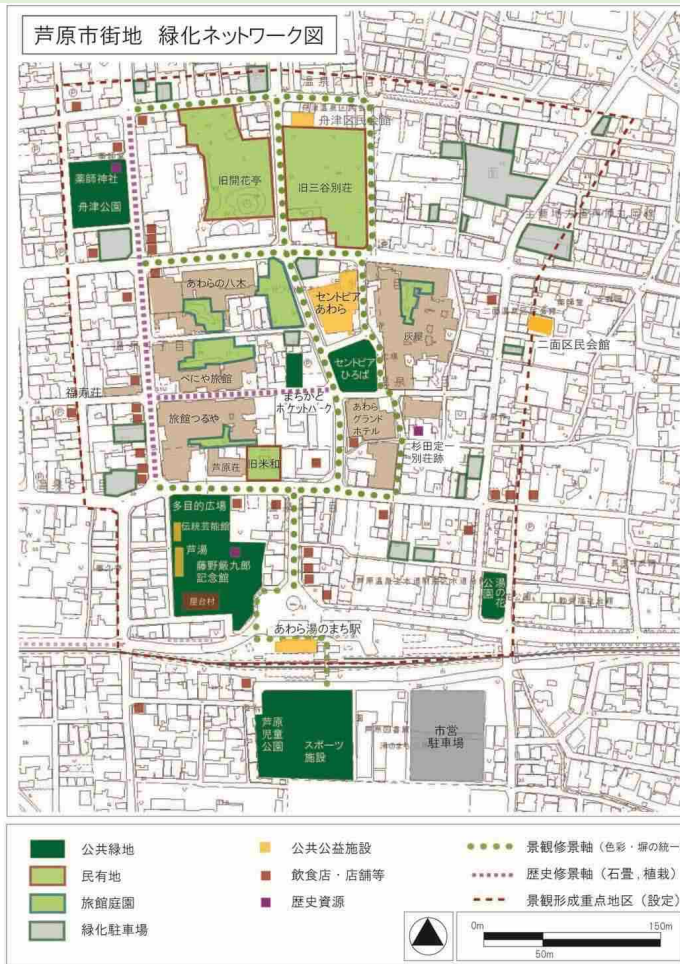 芦原市街地 緑化ネットワーク図
舟津区民会館
旧開花亭
旧三谷別荘
薬師神社
舟津公園
あわらの八木
セントピア
あわら
灰屋
二面区民会館
セントピア
ひろば
べにや旅館
福寿荘
まちかど
ポケットパーク
旅館つるや
あわら
グランド
ホテル
杉田定一
別荘跡
芦原荘
旧米和
多目的広場
伝統芸能館
芦湯
藤野厳九郎
記念館
屋台村
湯の花
公園
あわら湯のまち駅
芦原
児童
公園
スポーツ
施設
市営
駐車場
公共緑地
民有地
旅館庭園
緑化駐車場
公共公益施設
飲食店・店舗等
歴史資源
景観修景軸(色彩・塀の統一
歴史修景軸(石畳,植栽)
景観形成重点地区(設定)
0m
150m
50m